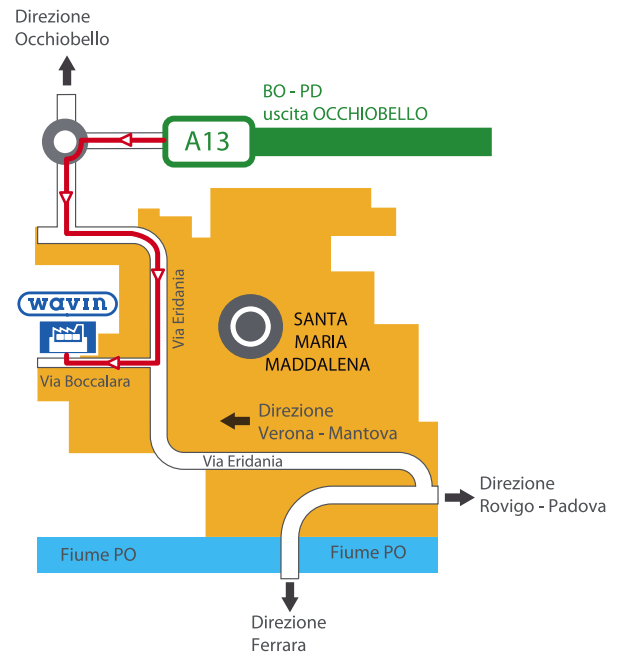 Direzione
Occhiobello
BO - PD
uscita OCCHIOBELLO
A13
Via Eridania
wavin
SANTA
MARIA
MADDALENA
Via Boccalara
Direzione
Verona - Mantova
Via Eridania
Direzione
Rovigo - Padova
Fiume PO
Fiume PO
Direzione
Ferrara